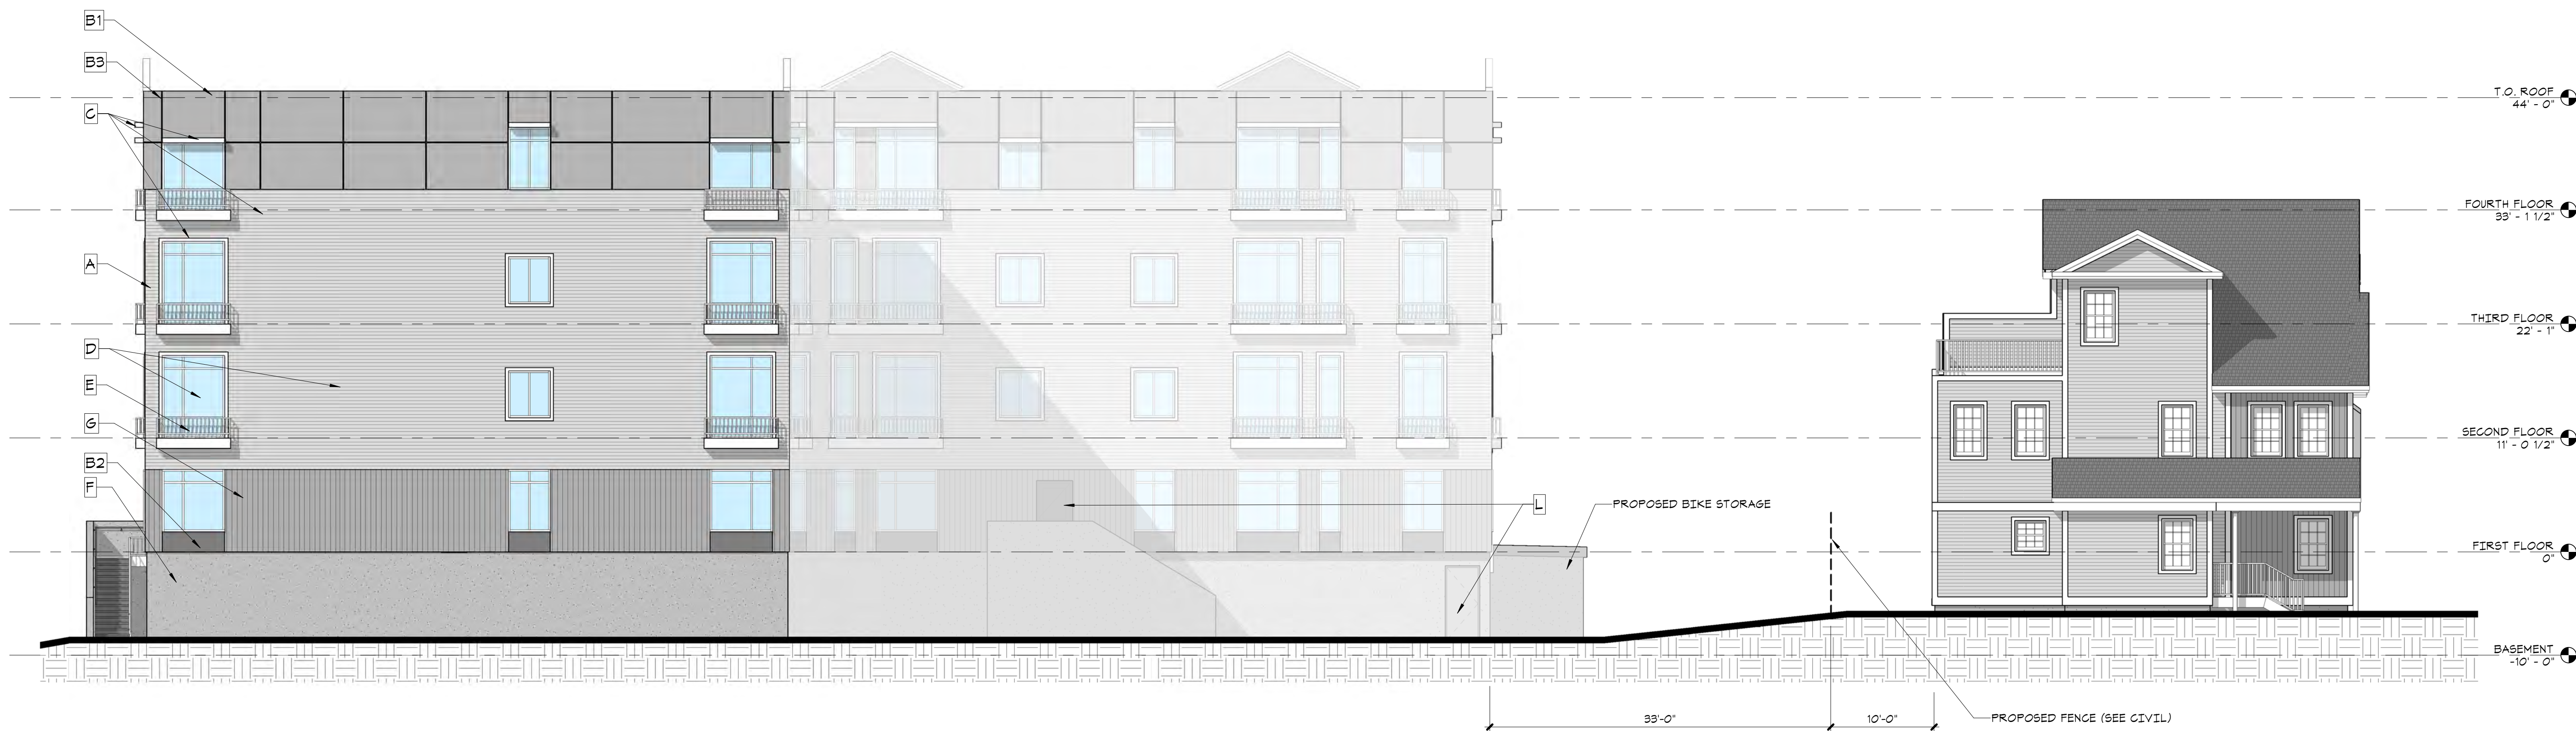 B1
B3
C
A
D
E
G
B2
F
L
PROPOSED BIKE STORAGE
T.O. ROOF
44' - 0"
FOURTH FLOOR
33' - 1 1/2"
THIRD FLOOR
22' - 1"
SECOND FLOOR
11' - 0 1/2"
FIRST FLOOR
0"
BASEMENT
-10' - 0"
33'-0"
10'-0"
PROPOSED FENCE (SEE CIVIL)